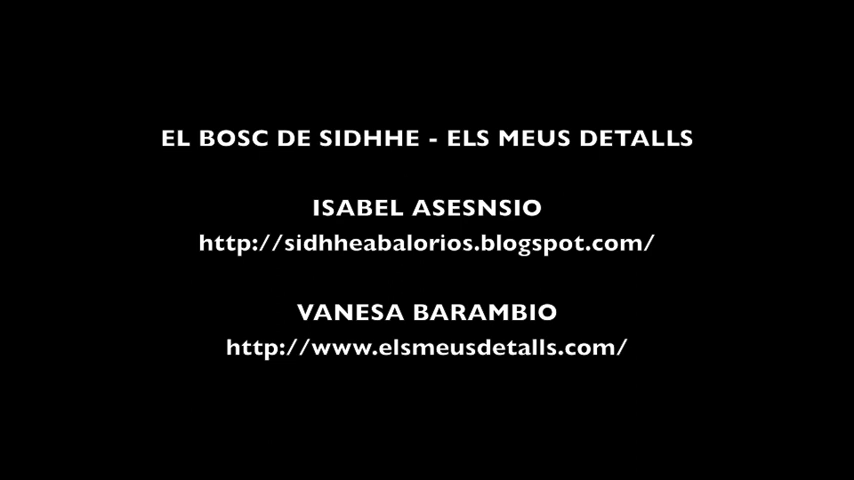 EL BOSC DE SIDHHE - ELS MEUS DETALLS
ISABEL ASESNSIO
http://sidhheabalorios.blogspot.com/
VANESA BARAMBIO
http://www.elsmeusdetalls.com/